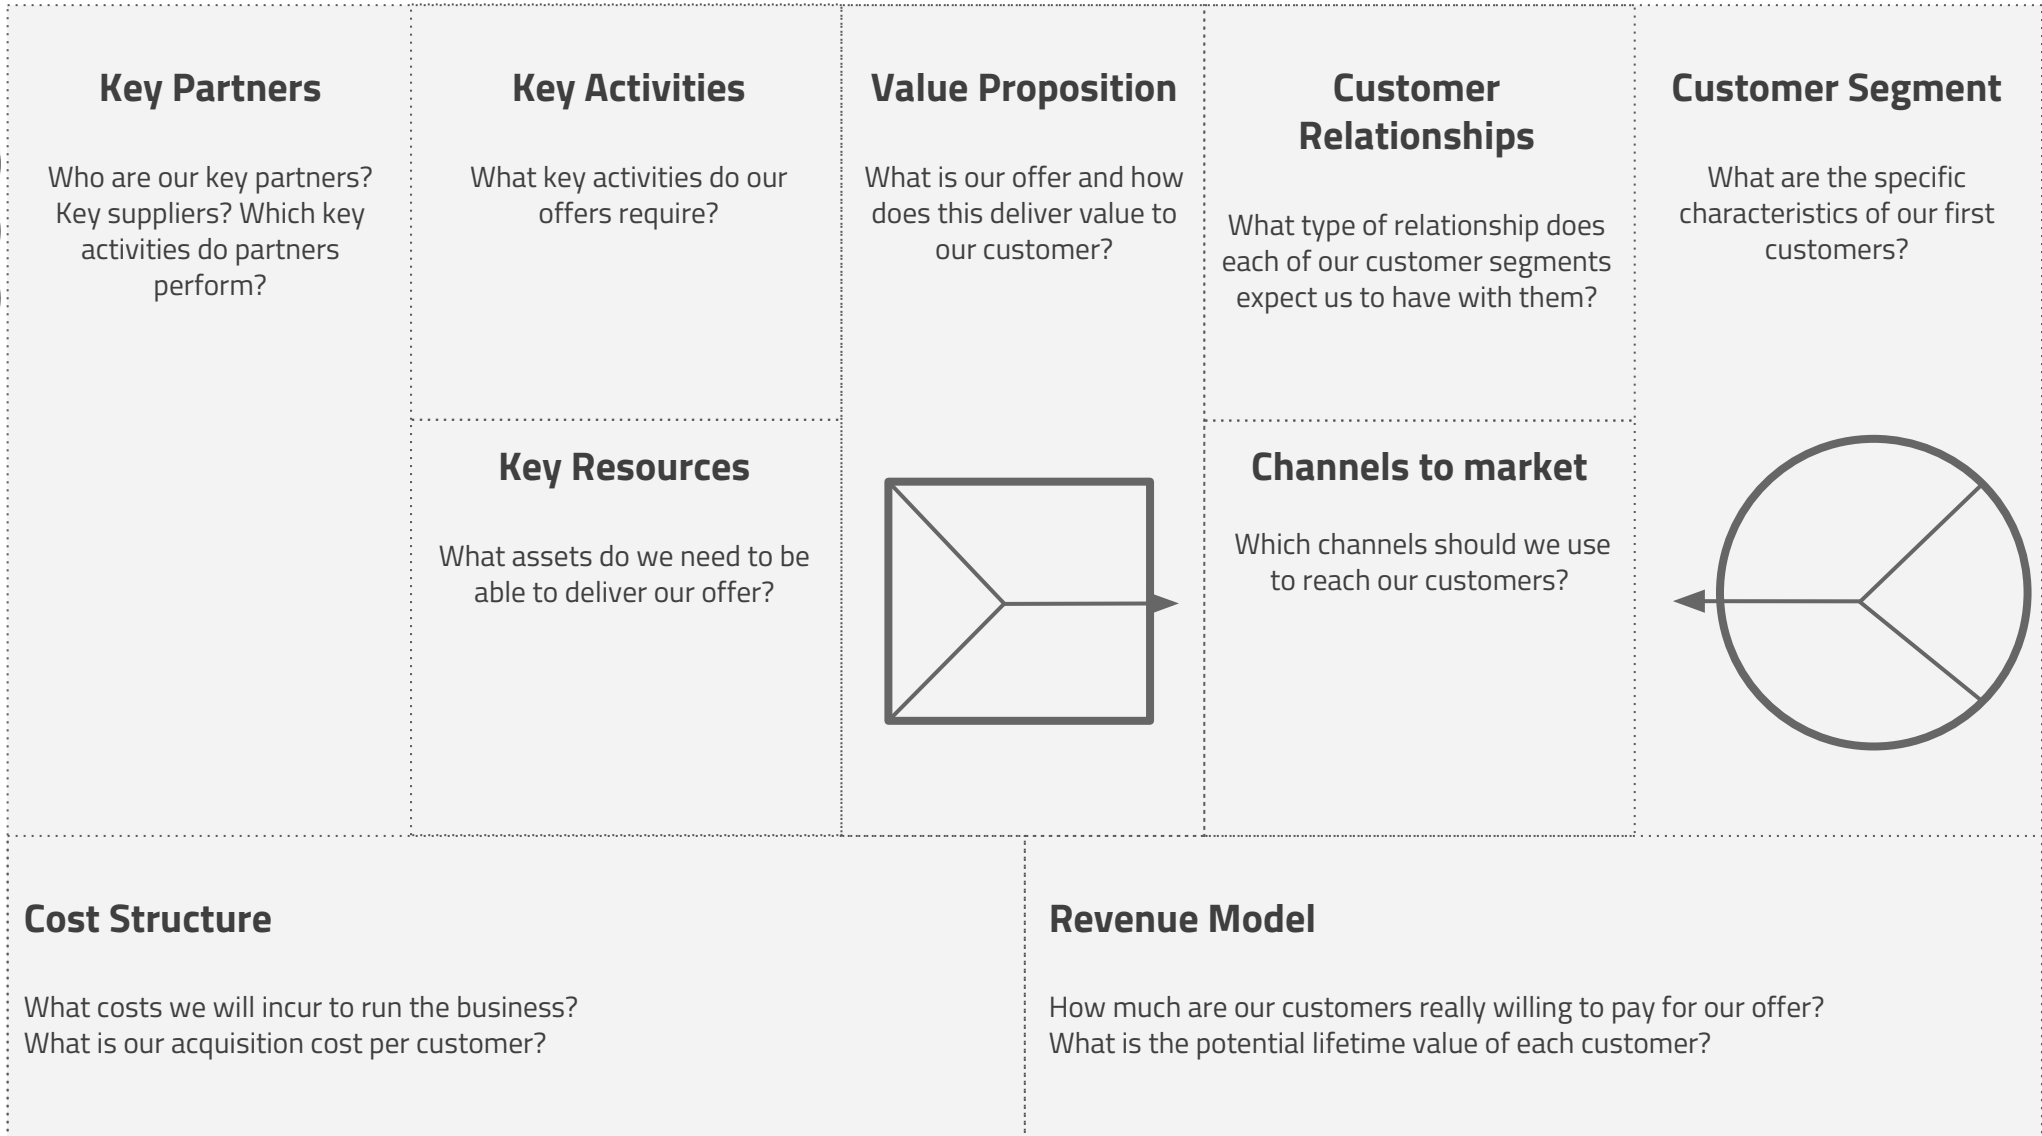 Key Partners
Who are our key partners?
Key suppliers? Which key
activities do partners
perform?
Key Activities
What key activities do our
offers require?
Key Resources
What assets do we need to be
able to deliver our offer?
Value Proposition
What is our offer and how
does this deliver value to
our customer?
Customer
Relationships
What type of relationship does
each of our customer segments
expect us to have with them?
Channels to market
Which channels should we use
to reach our customers?
Customer Segment
What are the specific
characteristics of our first
customers?
Cost Structure
What costs we will incur to run the business?
What is our acquisition cost per customer?
Revenue Model
How much are our customers really willing to pay for our offer?
What is the potential lifetime value of each customer?